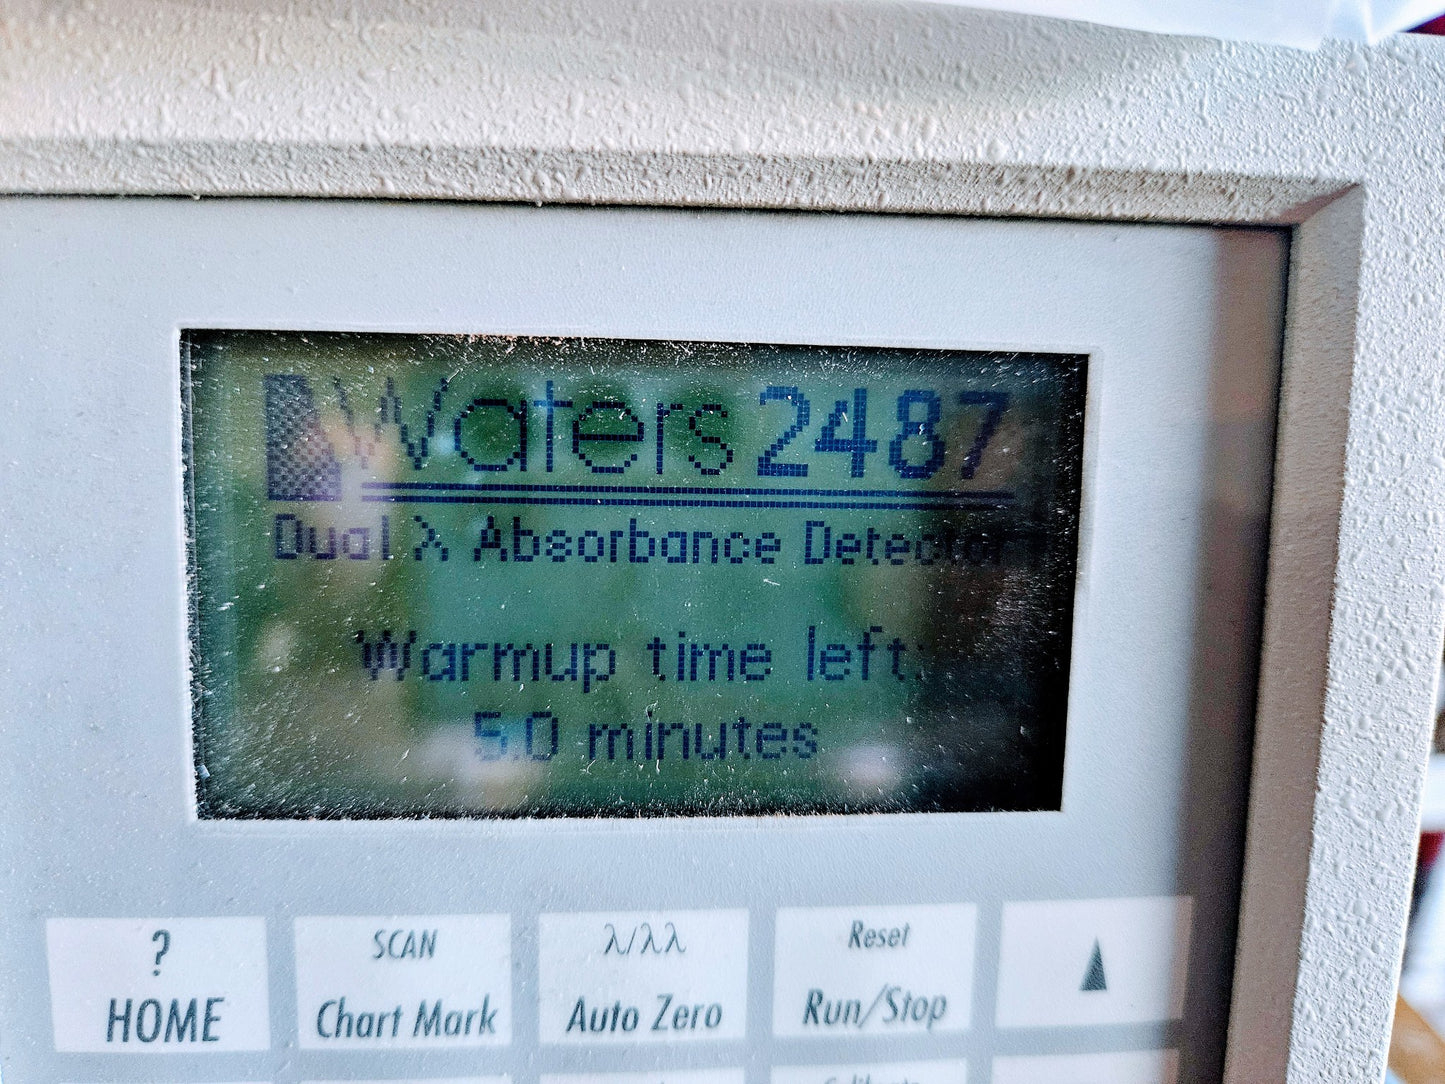 Waters 2487
Dual λ Absorbance Detector
Warmup time left:
5.0 minutes
?
HOME
SCAN
Chart Mark
λ/λλ
Auto Zero
Reset
Run/Stop